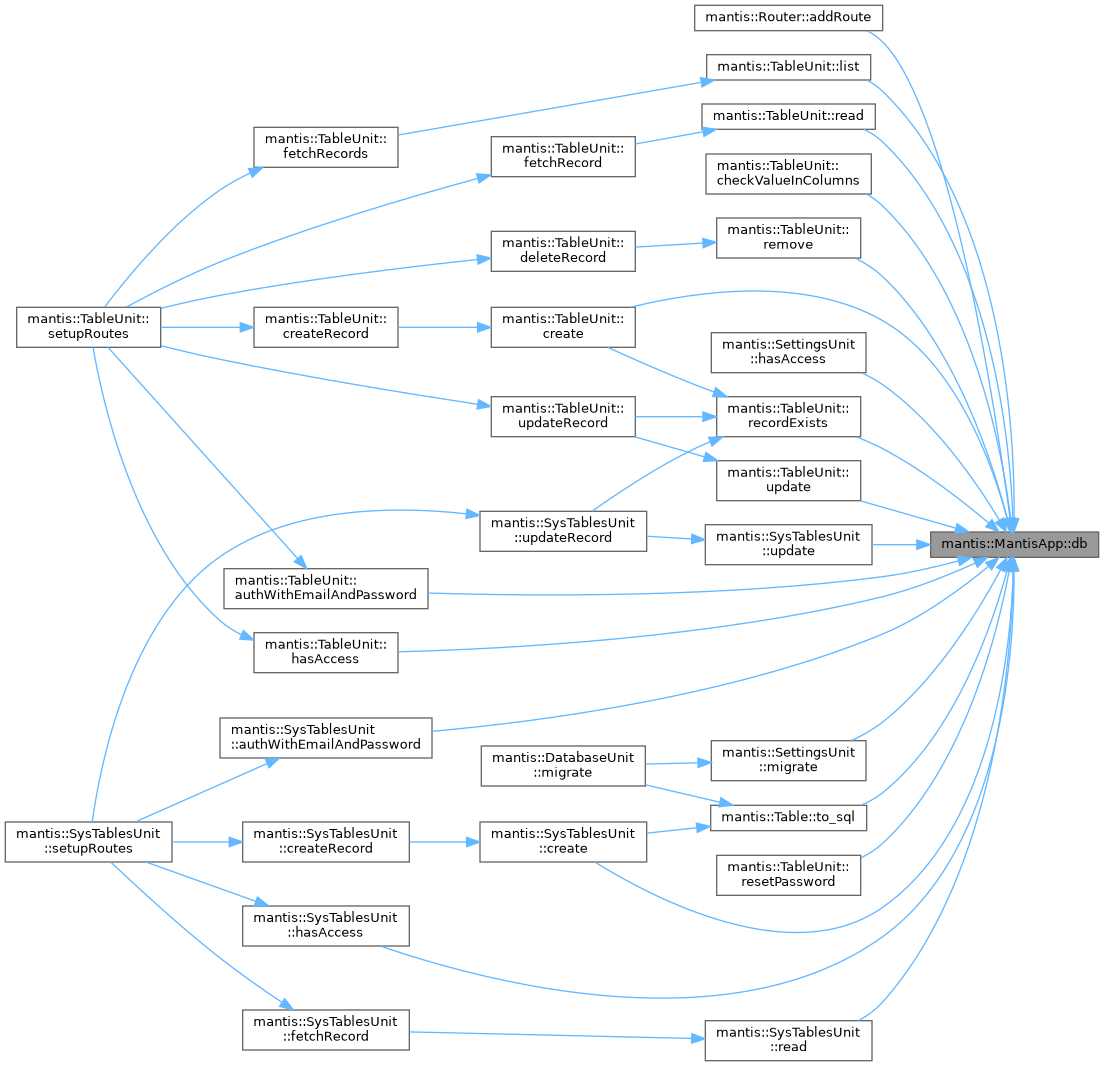 mantis::Router::addRoute
mantis::TableUnit::list
mantis::TableUnit::read
mantis::TableUnit::
fetchRecords
mantis::TableUnit::
fetchRecord
mantis::TableUnit::
checkValueInColumns
mantis::TableUnit::
remove
mantis::TableUnit::
deleteRecord
mantis::TableUnit::
setupRoutes
mantis::TableUnit::
createRecord
mantis::TableUnit::
create
mantis::SettingsUnit
::hasAccess
mantis::TableUnit::
updateRecord
mantis::TableUnit::
recordExists
mantis::TableUnit::
update
mantis::SysTablesUnit
::updateRecord
mantis::SysTablesUnit
::update
mantis::MantisApp::db
mantis::TableUnit::
authWithEmailAndPassword
mantis::TableUnit::
hasAccess
mantis::SysTablesUnit
::authWithEmailAndPassword
mantis::DatabaseUnit
::migrate
mantis::SettingsUnit
::migrate
mantis::Table::to_sql
mantis::SysTablesUnit
::setupRoutes
mantis::SysTablesUnit
::createRecord
mantis::SysTablesUnit
::create
mantis::TableUnit::
resetPassword
mantis::SysTablesUnit
::hasAccess
mantis::SysTablesUnit
::fetchRecord
mantis::SysTablesUnit
::read